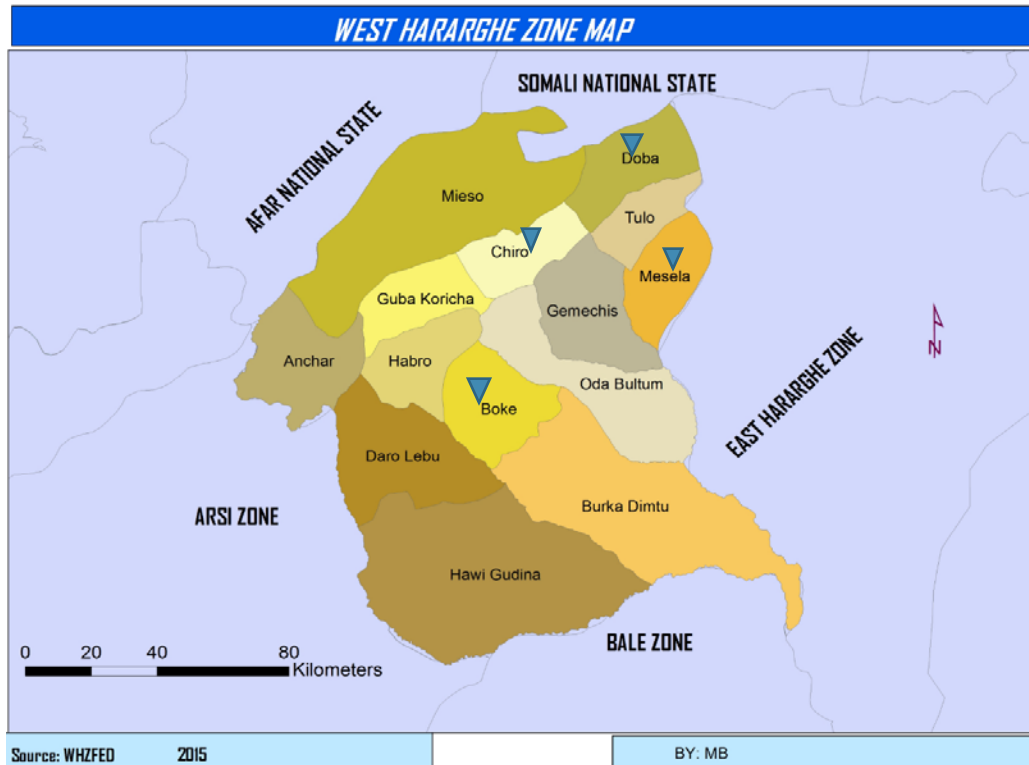 WEST HARARGHE ZONE MAP
SOMALI NATIONAL STATE
AFAR NATIONAL STATE
Doba
Mieso
Tulo
Chiro
Mesela
Guba Koricha
Gemechis
N
Anchar
Habro
Oda Bultum
EAST HARARGHE ZONE
Boke
Daro Lebu
Burka Dimtu
ARSI ZONE
Hawi Gudina
BALE ZONE
0 20 40 80
Kilometers
Source: WHZFED 2015
BY: MB